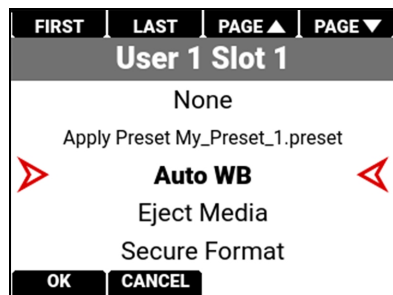 FIRST LAST PAGE▲ PAGE▼
User 1 Slot 1
None
Apply Preset My_Preset_1.preset
Auto WB
Eject Media
Secure Format
OK CANCEL